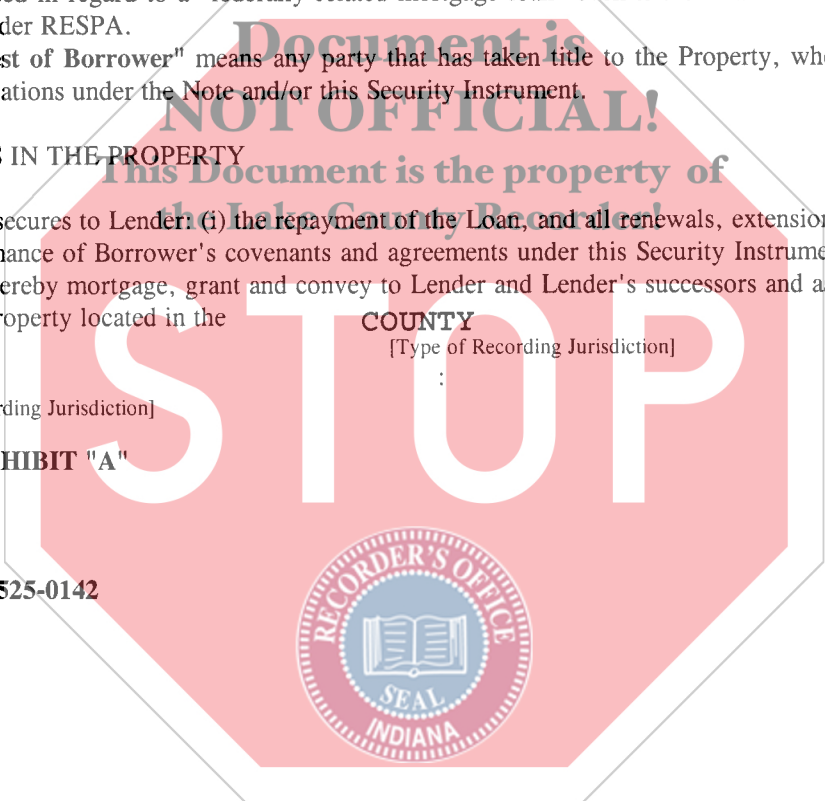 der RESPA.
Document is
st of Borrower" means any party that has taken title to the Property, wh
ations under the Note and/or this Security Instrument.
NOT OFFICIAL!
IN THE PROPERTY
This Document is the property of
secures to Lender: (i) the repayment of the Loan, and all renewals, extension
the Lake County Recorder!
ance of Borrower's covenants and agreements under this Security Instrume
ereby mortgage, grant and convey to Lender and Lender's successors and a
roperty located in the COUNTY
[Type of Recording Jurisdiction]
:
rding Jurisdiction]
STOP
HIBIT "A"
525-0142
RECORDER'S OFFICE
SEAL
INDIANA